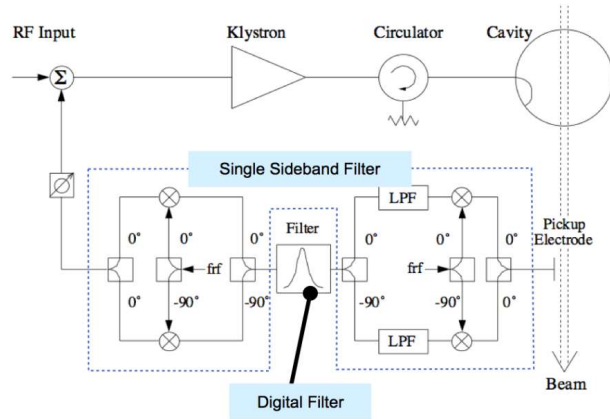 RF Input
Klystron
Circulator
Cavity
Σ
Single Sideband Filter
LPF
Filter
Pickup
Electrode
0°
0°
0°
0°
0°
0°
frf
frf
0°
-90°
-90°
-90°
-90°
0°
LPF
Digital Filter
Beam